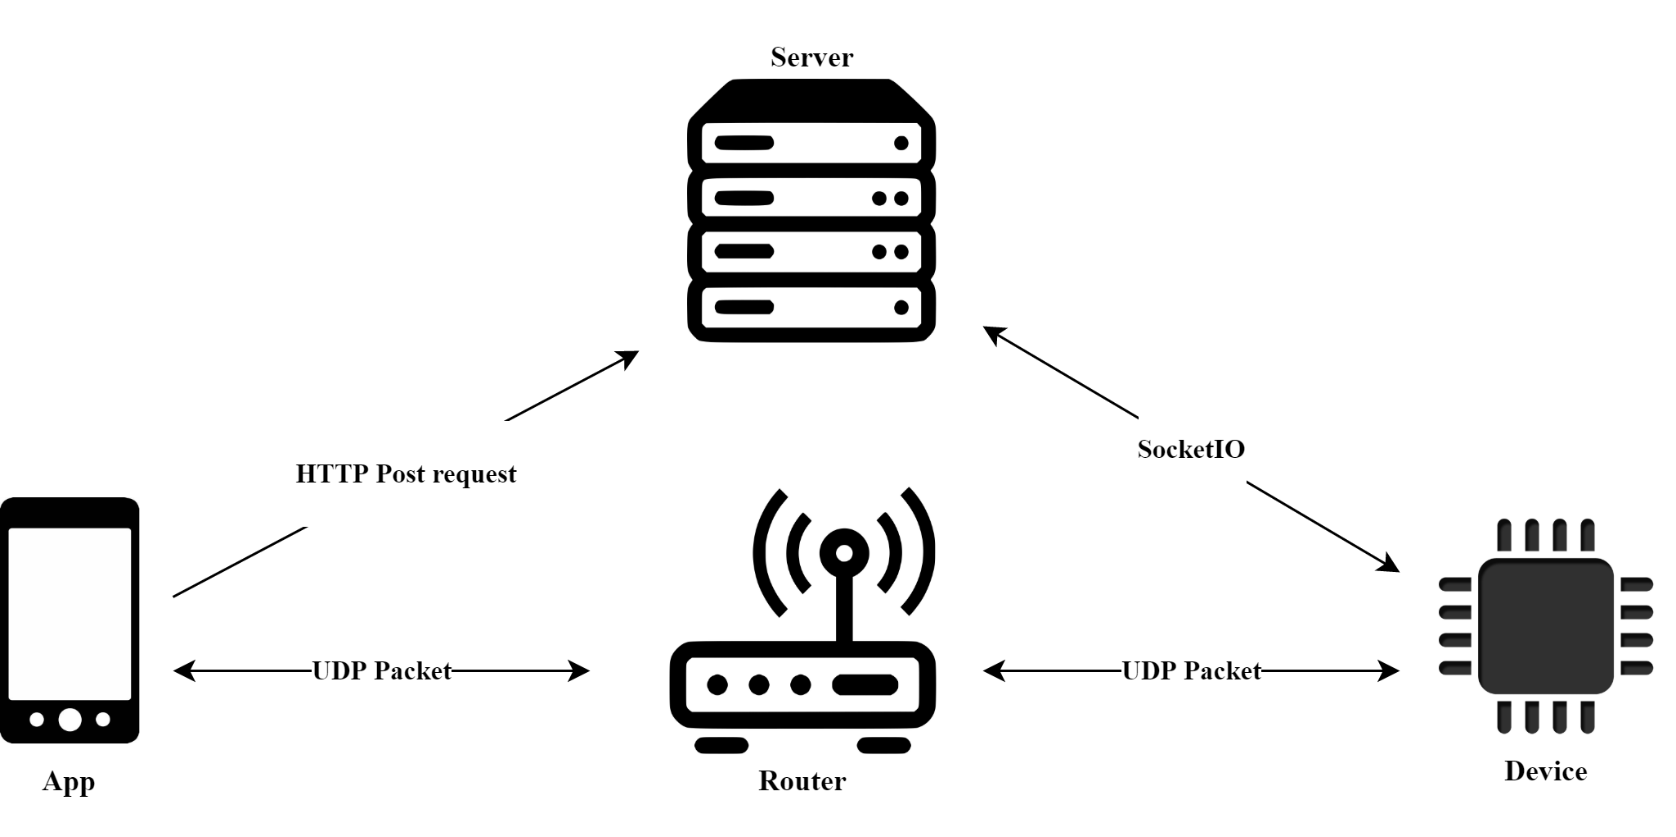 Server
HTTP Post request
SocketIO
UDP Packet
UDP Packet
App
Router
Device